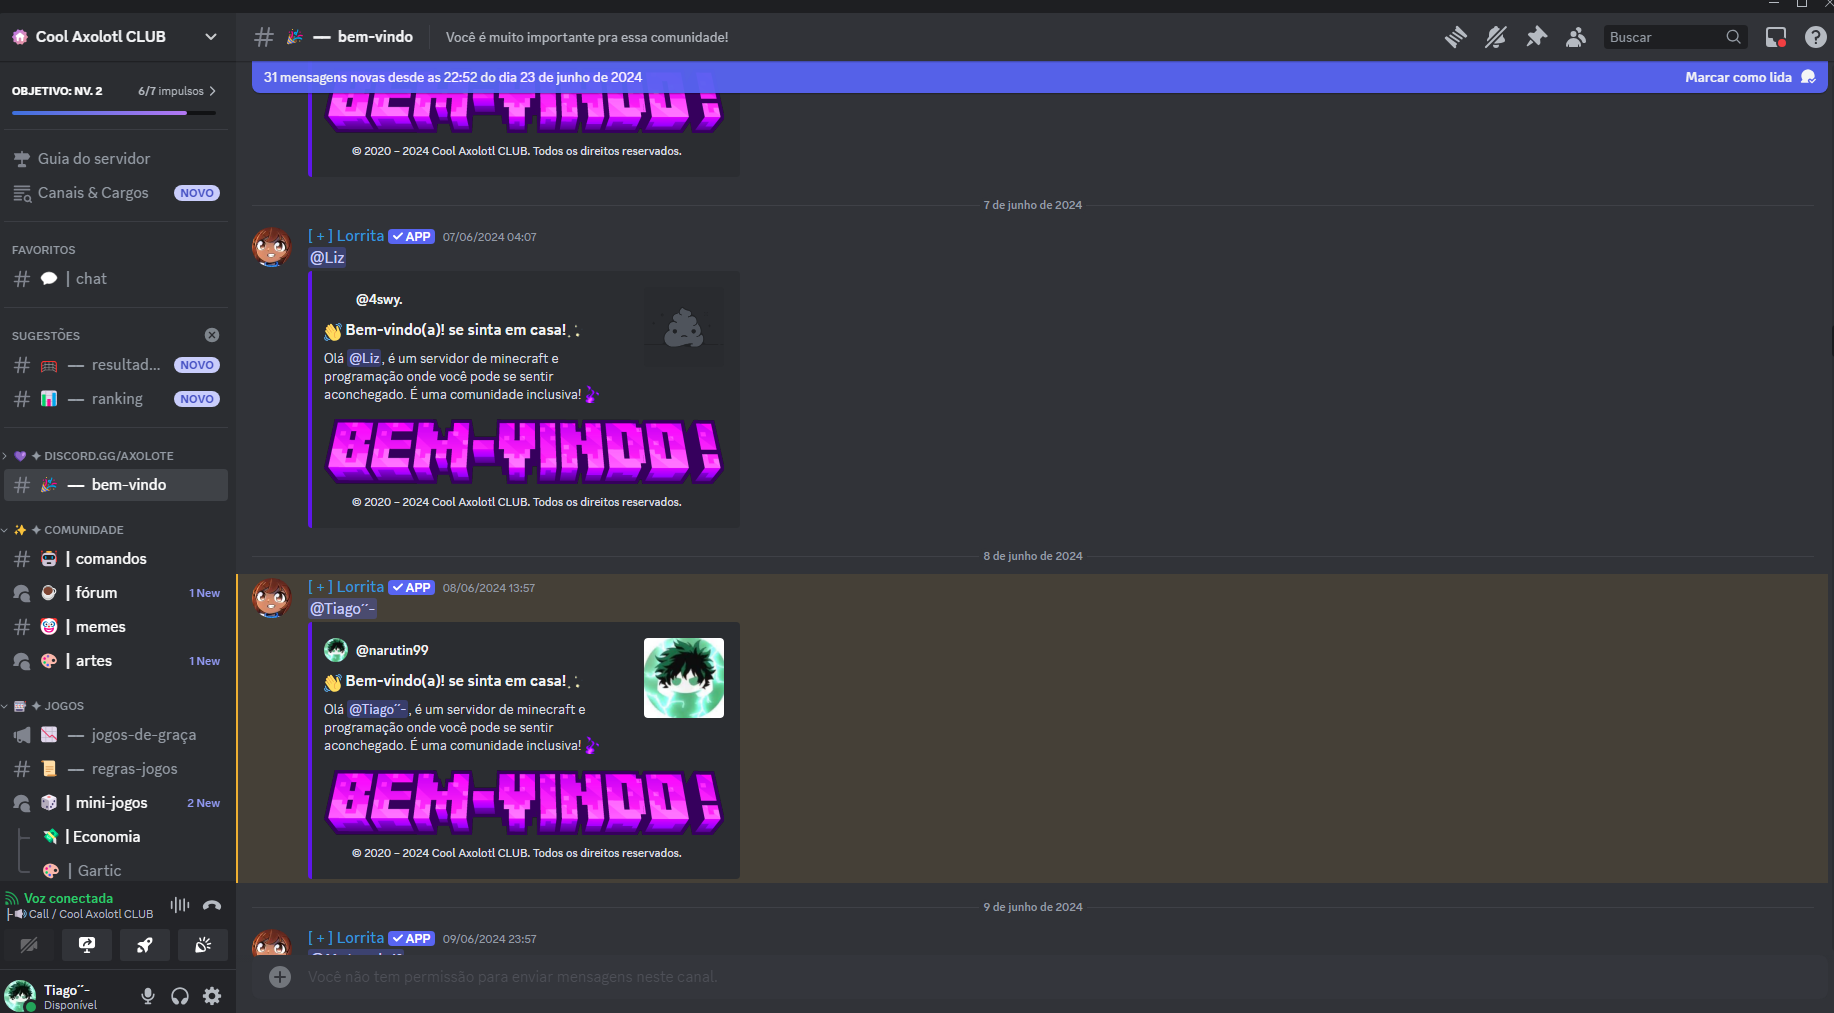 Cool Axolotl CLUB
OBJETIVO: NV. 2 6/7 impulsos
Guia do servidor
Canais & Cargos NOVO
FAVORITOS
| chat
SUGESTÕES
— resultad... NOVO
— ranking NOVO
DISCORD.GG/AXOLOTE
— bem-vindo
COMUNIDADE
| comandos
| fórum 1 New
| memes
| artes 1 New
JOGOS
— jogos-de-graça
— regras-jogos
| mini-jogos 2 New
| Economia
| Gartic
Voz conectada
Call / Cool Axolotl CLUB
Tiago´´-
Disponível
— bem-vindo Você é muito importante pra essa comunidade! Buscar
31 mensagens novas desde as 22:52 do dia 23 de junho de 2024 Marcar como lida
BEM-VINDO!
© 2020 – 2024 Cool Axolotl CLUB. Todos os direitos reservados.
7 de junho de 2024
[ + ] Lorrita APP 07/06/2024 04:07
@Liz
@4swy.
Bem-vindo(a)! se sinta em casa!
Olá @Liz, é um servidor de minecraft e
programação onde você pode se sentir
aconchegado. É uma comunidade inclusiva!
BEM-VINDO!
© 2020 – 2024 Cool Axolotl CLUB. Todos os direitos reservados.
8 de junho de 2024
[ + ] Lorrita APP 08/06/2024 13:57
@Tiago´´-
@narutin99
Bem-vindo(a)! se sinta em casa!
Olá @Tiago´´-, é um servidor de minecraft e
programação onde você pode se sentir
aconchegado. É uma comunidade inclusiva!
BEM-VINDO!
© 2020 – 2024 Cool Axolotl CLUB. Todos os direitos reservados.
9 de junho de 2024
[ + ] Lorrita APP 09/06/2024 23:57
Você não tem permissão para enviar mensagens neste canal.